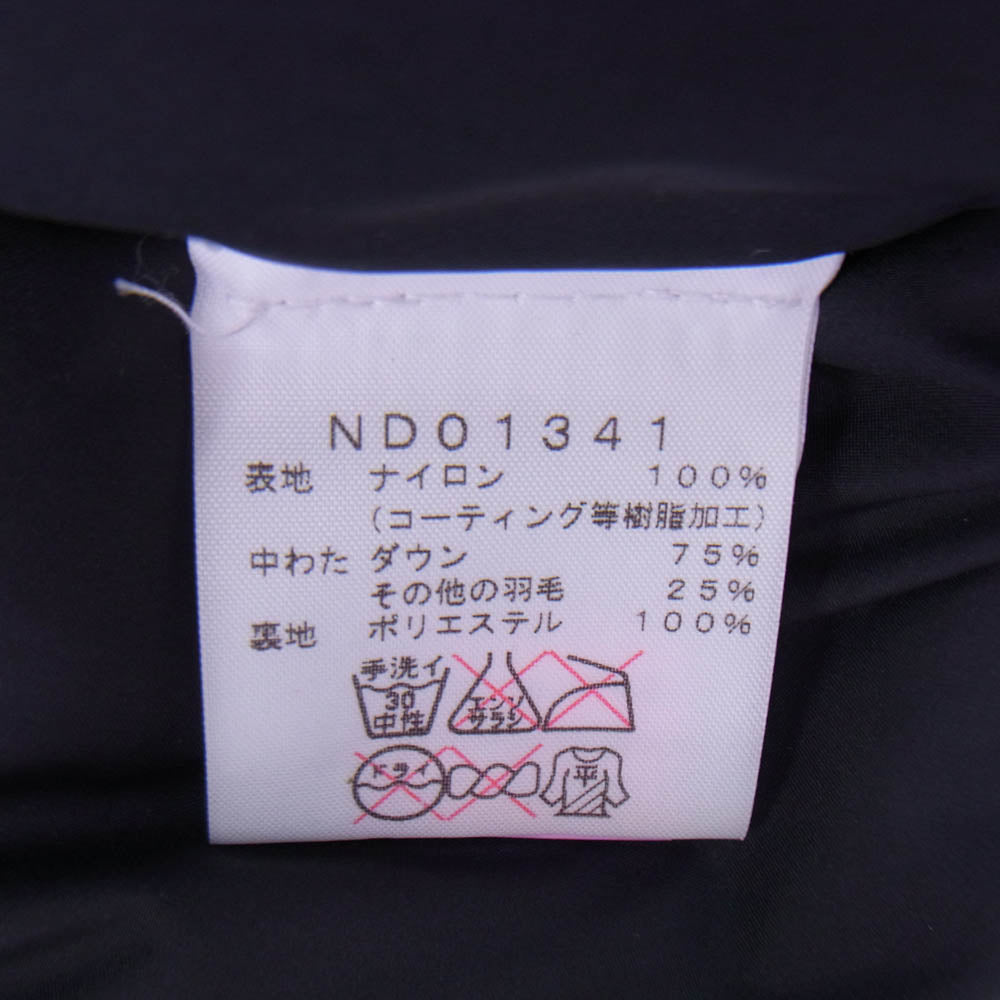 ND01341
表地 ナイロン 100%
(コーティング等樹脂加工)
中わた ダウン 75%
その他の羽毛 25%
裏地 ポリエステル 100%
手洗イ
30
中性
エンソ
サラシ
ドライ
平